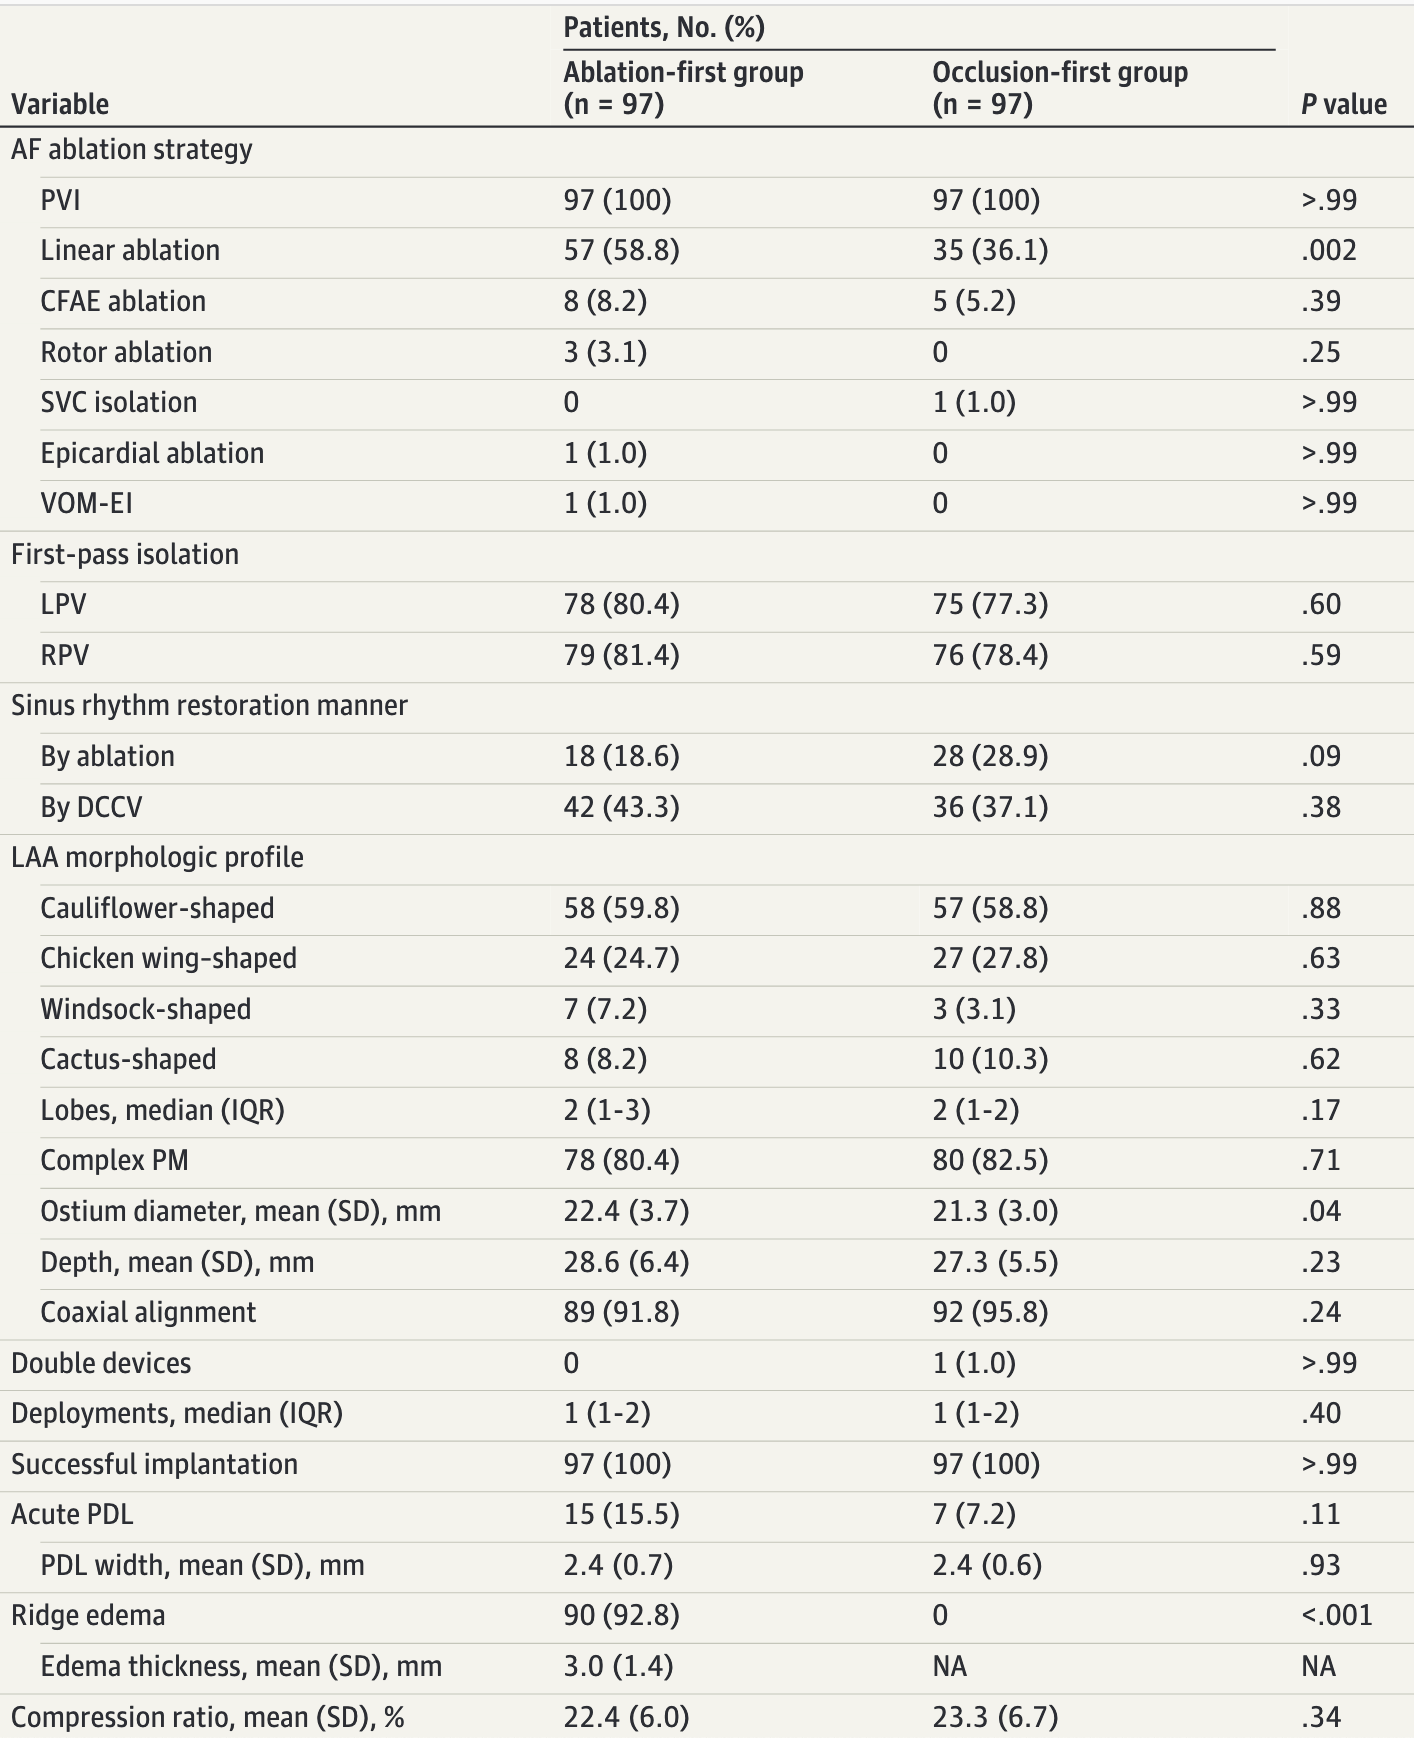 Patients, No. (%)
Variable Ablation-first group (n = 97) Occlusion-first group (n = 97) P value
AF ablation strategy
PVI 97 (100) 97 (100) >.99
Linear ablation 57 (58.8) 35 (36.1) .002
CFAE ablation 8 (8.2) 5 (5.2) .39
Rotor ablation 3 (3.1) 0 .25
SVC isolation 0 1 (1.0) >.99
Epicardial ablation 1 (1.0) 0 >.99
VOM-EI 1 (1.0) 0 >.99
First-pass isolation
LPV 78 (80.4) 75 (77.3) .60
RPV 79 (81.4) 76 (78.4) .59
Sinus rhythm restoration manner
By ablation 18 (18.6) 28 (28.9) .09
By DCCV 42 (43.3) 36 (37.1) .38
LAA morphologic profile
Cauliflower-shaped 58 (59.8) 57 (58.8) .88
Chicken wing–shaped 24 (24.7) 27 (27.8) .63
Windsock-shaped 7 (7.2) 3 (3.1) .33
Cactus-shaped 8 (8.2) 10 (10.3) .62
Lobes, median (IQR) 2 (1-3) 2 (1-2) .17
Complex PM 78 (80.4) 80 (82.5) .71
Ostium diameter, mean (SD), mm 22.4 (3.7) 21.3 (3.0) .04
Depth, mean (SD), mm 28.6 (6.4) 27.3 (5.5) .23
Coaxial alignment 89 (91.8) 92 (95.8) .24
Double devices 0 1 (1.0) >.99
Deployments, median (IQR) 1 (1-2) 1 (1-2) .40
Successful implantation 97 (100) 97 (100) >.99
Acute PDL 15 (15.5) 7 (7.2) .11
PDL width, mean (SD), mm 2.4 (0.7) 2.4 (0.6) .93
Ridge edema 90 (92.8) 0 <.001
Edema thickness, mean (SD), mm 3.0 (1.4) NA NA
Compression ratio, mean (SD), % 22.4 (6.0) 23.3 (6.7) .34